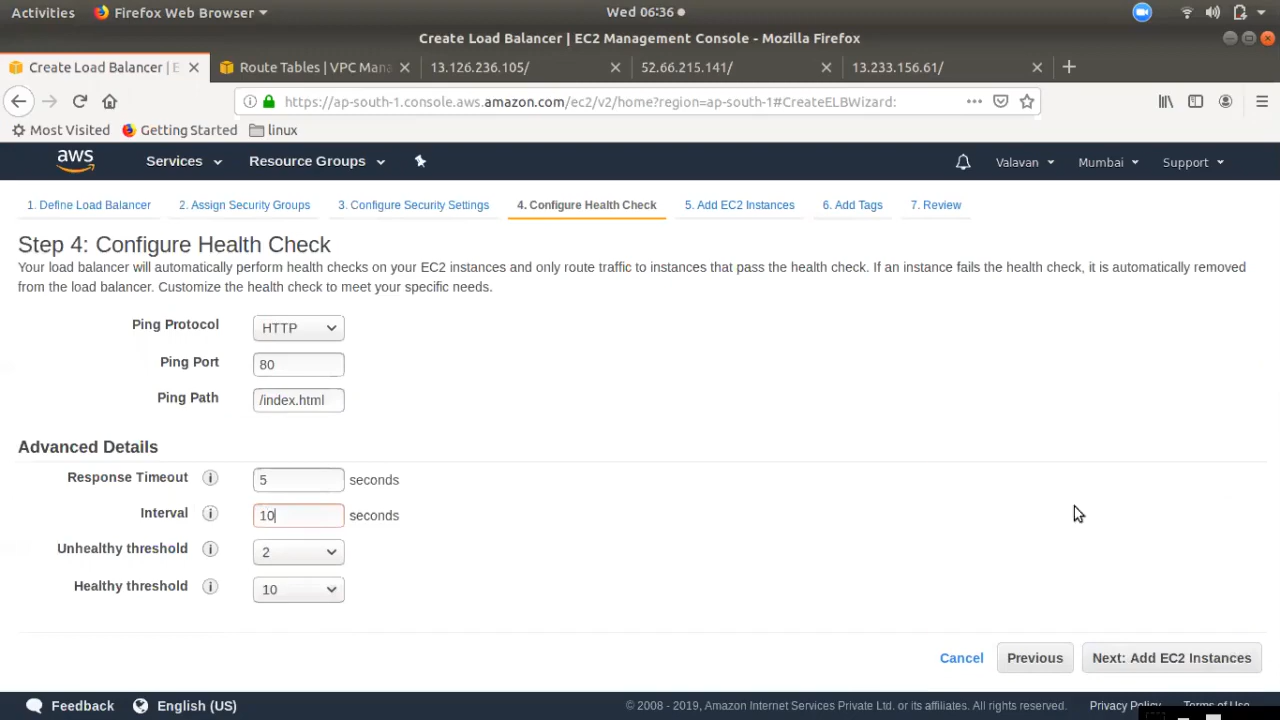 Activities Firefox Web Browser Wed 06:36
Create Load Balancer | EC2 Management Console - Mozilla Firefox
Create Load Balancer | E Route Tables | VPC Mana 13.126.236.105/ 52.66.215.141/ 13.233.156.61/
https://ap-south-1.console.aws.amazon.com/ec2/v2/home?region=ap-south-1#CreateELBWizard:
Most Visited Getting Started linux
aws Services Resource Groups Valavan Mumbai Support
1. Define Load Balancer 2. Assign Security Groups 3. Configure Security Settings 4. Configure Health Check 5. Add EC2 Instances 6. Add Tags 7. Review
Step 4: Configure Health Check
Your load balancer will automatically perform health checks on your EC2 instances and only route traffic to instances that pass the health check. If an instance fails the health check, it is automatically removed
from the load balancer. Customize the health check to meet your specific needs.
Ping Protocol HTTP
Ping Port 80
Ping Path /index.html
Advanced Details
Response Timeout i 5 seconds
Interval i 10 seconds
Unhealthy threshold i 2
Healthy threshold i 10
Cancel Previous Next: Add EC2 Instances
Feedback English (US) © 2008 - 2019, Amazon Internet Services Private Ltd. or its affiliates. All rights reserved. Privacy Policy Terms of Use